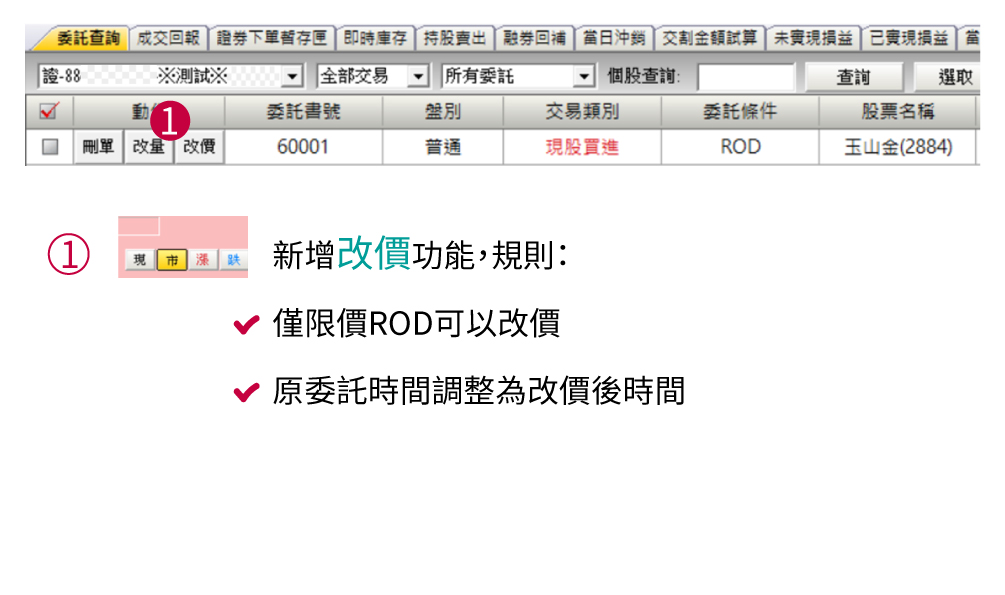 委託查詢 成交回報 證券下單暫存匣 即時庫存 持股賣出 融券回補 當日沖銷 交割金額試算 未實現損益 已實現損益 當
證-88 ※測試※ 全部交易 所有委託 個股查詢: 查詢 選取
動 委託書號 盤別 交易類別 委託條件 股票名稱
1
刪單 改量 改價 60001 普通 現股買進 ROD 玉山金(2884)
① 現 市 漲 跌 新增改價功能，規則：
僅限價ROD可以改價
原委託時間調整為改價後時間